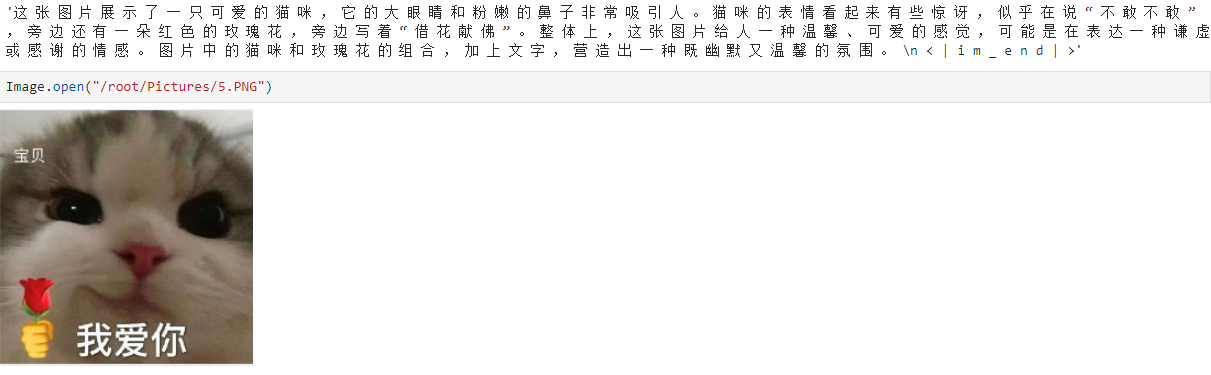 '这张图片展示了一只可爱的猫咪，它的大眼睛和粉嫩的鼻子非常吸引人。猫咪的表情看起来有些惊讶，似乎在说“不敢不敢”
，旁边还有一朵红色的玫瑰花，旁边写着“借花献佛”。整体上，这张图片给人一种温馨、可爱的感觉，可能是在表达一种谦虚
或感谢的情感。图片中的猫咪和玫瑰花的组合，加上文字，营造出一种既幽默又温馨的氛围。 \n < | i m _ e n d | >'
Image.open("/root/Pictures/5.PNG")
宝贝
我爱你